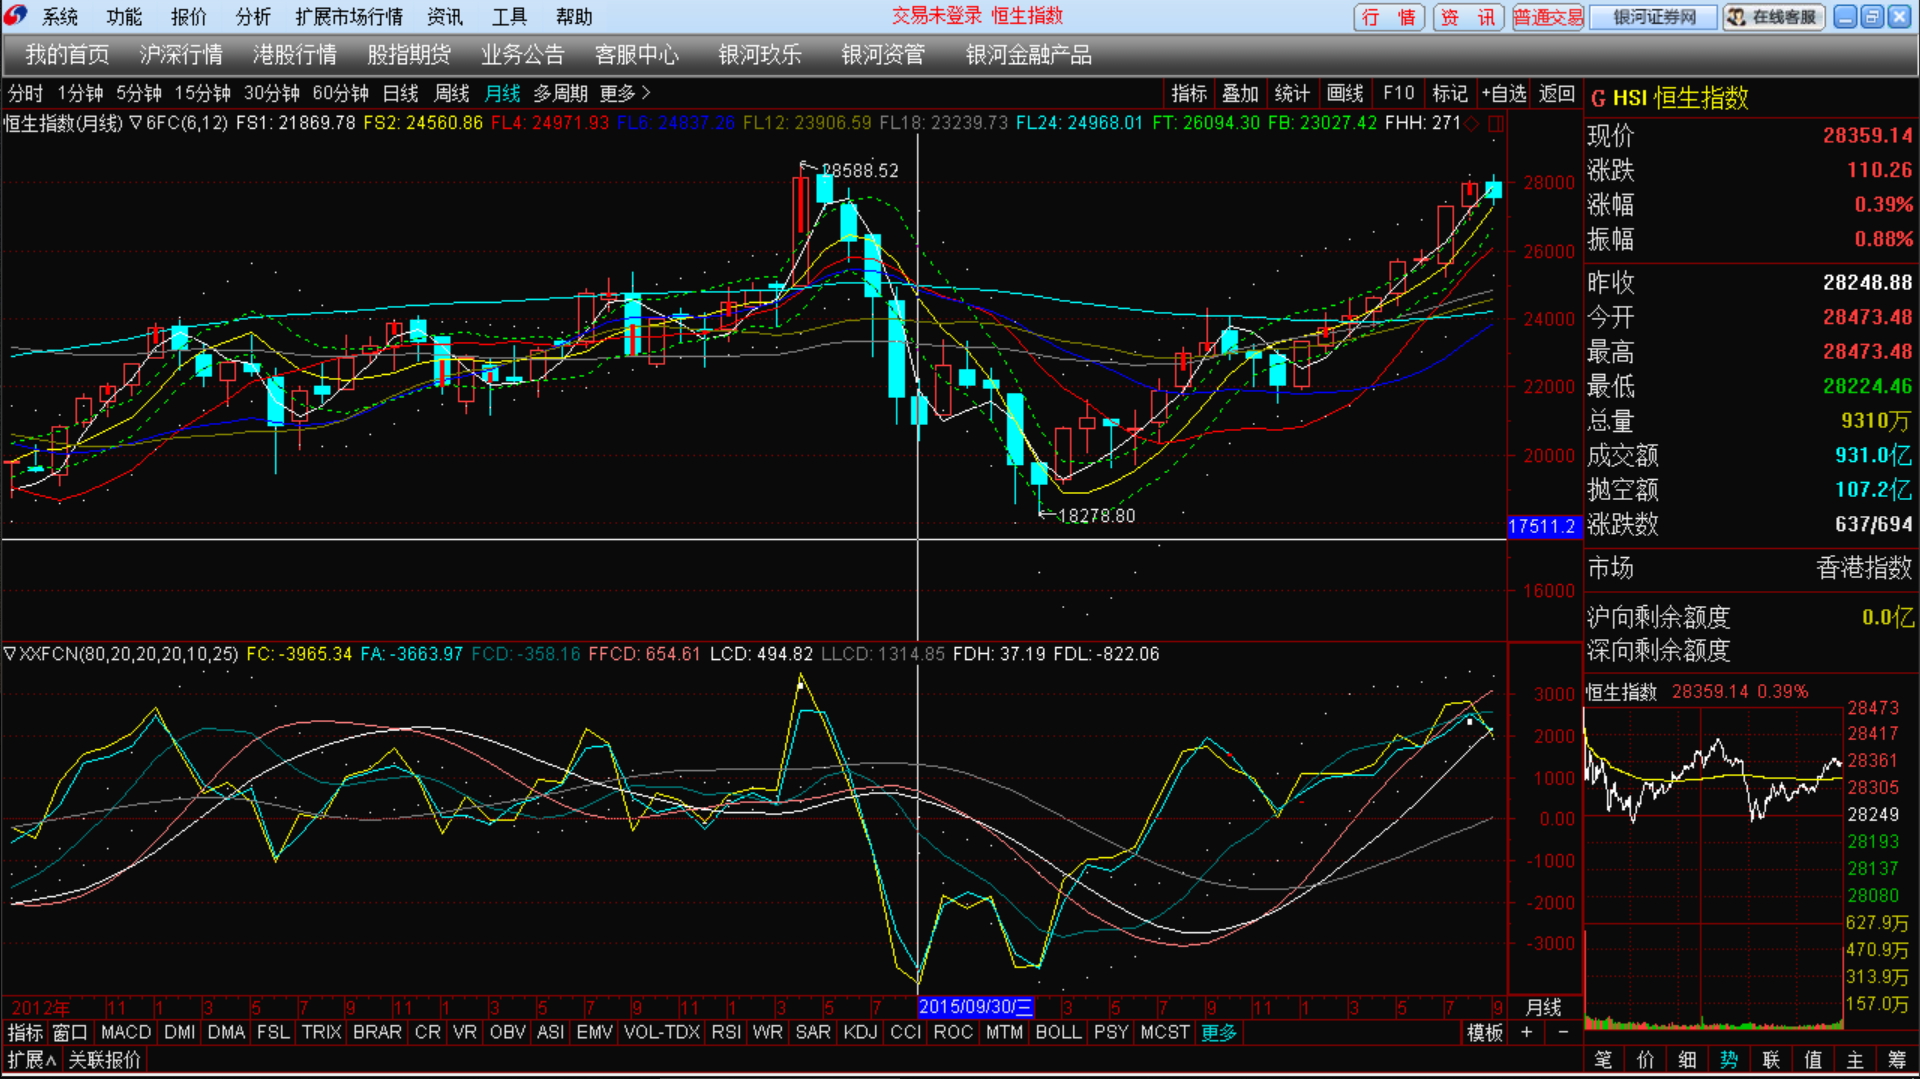 系统 功能 报价 分析 扩展市场行情 资讯 工具 帮助 交易未登录 恒生指数 行 情 资 讯 普通交易 银河证券网 在线客服
我的首页 沪深行情 港股行情 股指期货 业务公告 客服中心 银河玖乐 银河资管 银河金融产品
分时 1分钟 5分钟 15分钟 30分钟 60分钟 日线 周线 月线 多周期 更多 指标 叠加 统计 画线 F10 标记 +自选 返回
恒生指数(月线) ▽6FC(6,12) FS1: 21869.78 FS2: 24560.86 FL4: 24971.93 FL6: 24837.26 FL12: 23906.59 FL18: 23239.73 FL24: 24968.01 FT: 26094.30 FB: 23027.42 FHH: 271
28588.52
18278.80
28000
26000
24000
22000
20000
17511.2
16000
▽XXFCN(80,20,20,20,10,25) FC: -3965.34 FA: -3663.97 FCD: -358.16 FFCD: 654.61 LCD: 494.82 LLCD: 1314.85 FDH: 37.19 FDL: -822.06
3000
2000
1000
0.00
-1000
-2000
-3000
2012年 11 1 3 5 7 9 11 1 3 5 7 9 11 1 3 5 7 2015/09/30/三 3 5 7 9 11 1 3 5 7 9 月线
指标 窗口 MACD DMI DMA FSL TRIX BRAR CR VR OBV ASI EMV VOL-TDX RSI WR SAR KDJ CCI ROC MTM BOLL PSY MCST 更多 模板 + -
扩展∧ 关联报价
G HSI 恒生指数
现价 28359.14
涨跌 110.26
涨幅 0.39%
振幅 0.88%
昨收 28248.88
今开 28473.48
最高 28473.48
最低 28224.46
总量 9310万
成交额 931.0亿
抛空额 107.2亿
涨跌数 637/694
市场 香港指数
沪向剩余额度 0.0亿
深向剩余额度
恒生指数 28359.14 0.39%
28473
28417
28361
28305
28249
28193
28137
28080
627.9万
470.9万
313.9万
157.0万
笔 价 细 势 联 值 主 筹